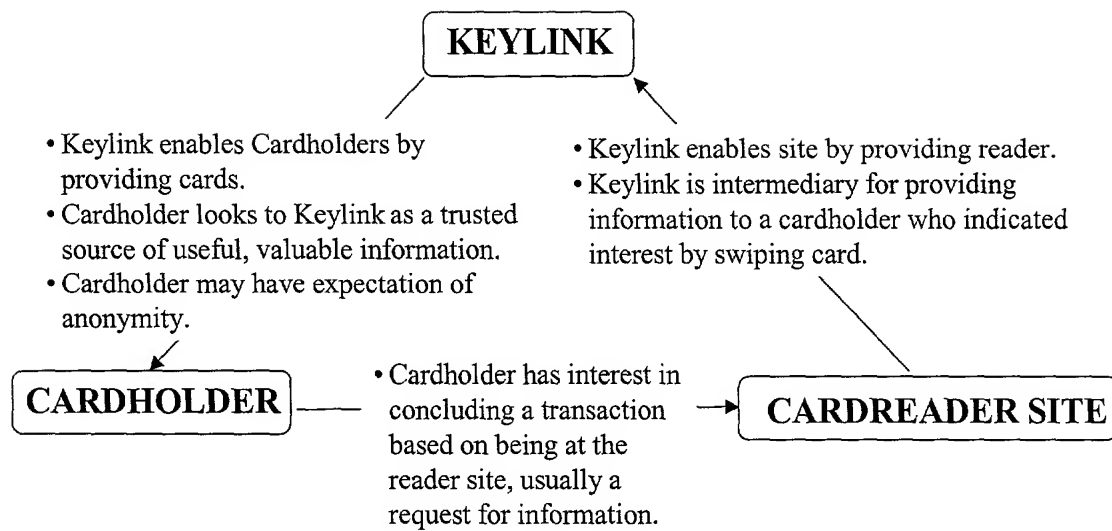 KEYLINK
• Keylink enables Cardholders by
providing cards.
• Cardholder looks to Keylink as a trusted
source of useful, valuable information.
• Cardholder may have expectation of
anonymity.
• Keylink enables site by providing reader.
• Keylink is intermediary for providing
information to a cardholder who indicated
interest by swiping card.
CARDHOLDER
• Cardholder has interest in
concluding a transaction
based on being at the
reader site, usually a
request for information.
CARDREADER SITE